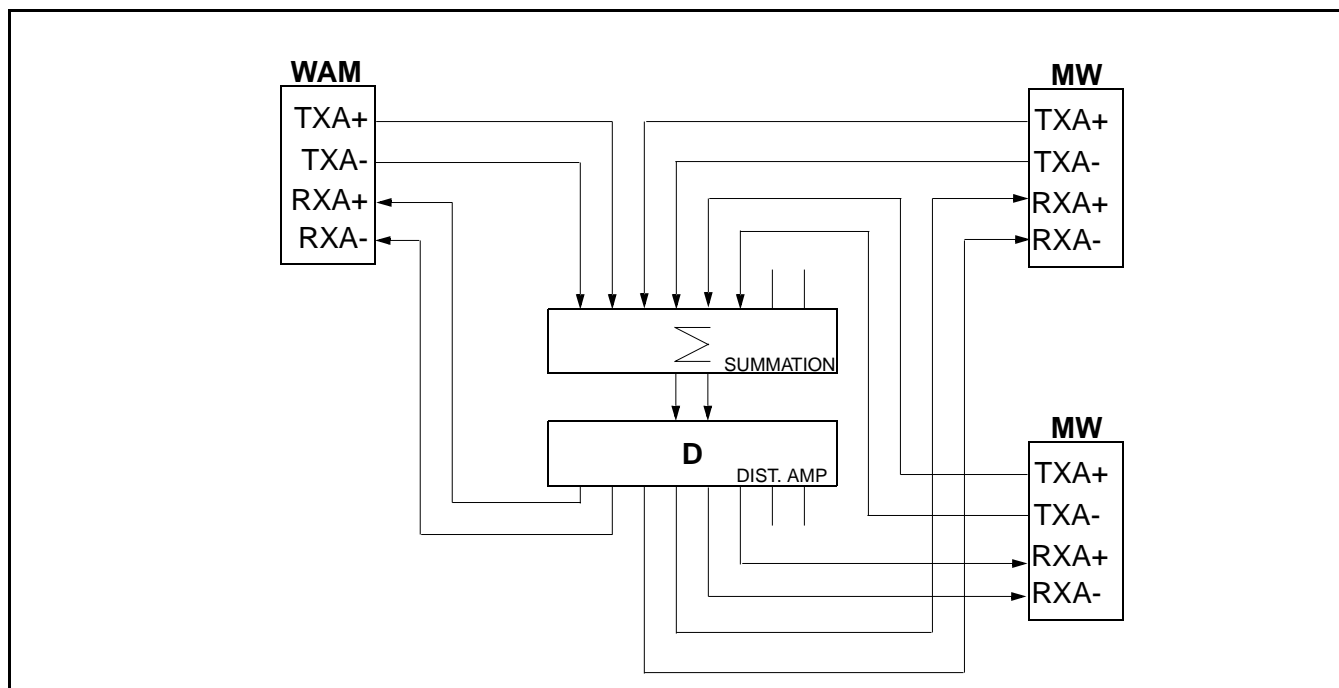 WAM
TXA+
TXA-
RXA+
RXA-
MW
TXA+
TXA-
RXA+
RXA-
Σ
SUMMATION
D
DIST. AMP
MW
TXA+
TXA-
RXA+
RXA-